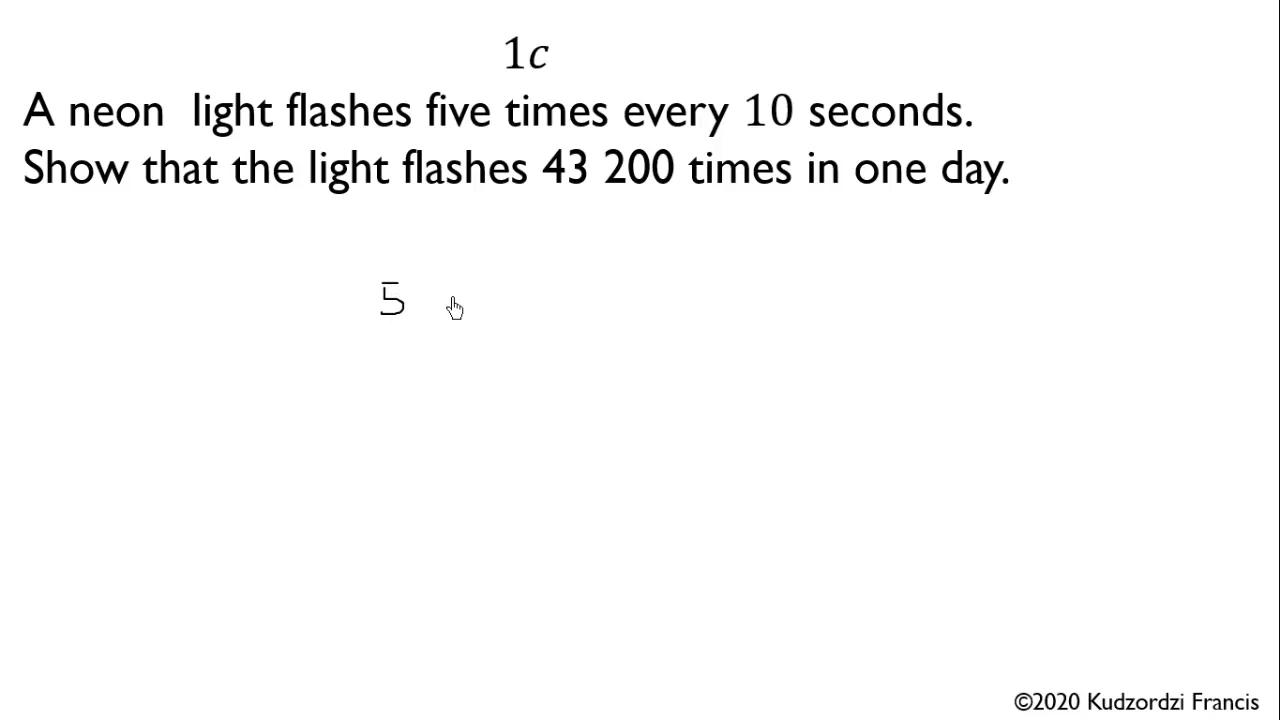 1c
A neon light flashes five times every 10 seconds.
Show that the light flashes 43 200 times in one day.
5
©2020 Kudzordzi Francis